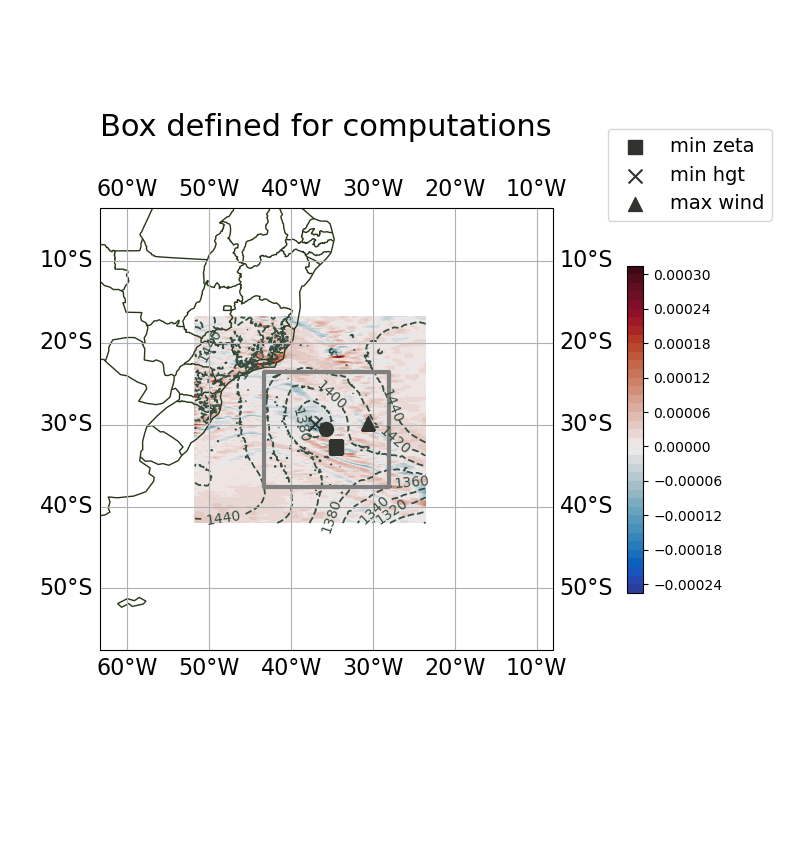 Box defined for computations
min zeta
min hgt
max wind
60°W 50°W 40°W 30°W 20°W 10°W
10°S 10°S
20°S 20°S
30°S 30°S
40°S 40°S
50°S 50°S
60°W 50°W 40°W 30°W 20°W 10°W
0.00030
0.00024
0.00018
0.00012
0.00006
0.00000
−0.00006
−0.00012
−0.00018
−0.00024
1400
1440
1380
1420
1360
1440
1380
1340
1320